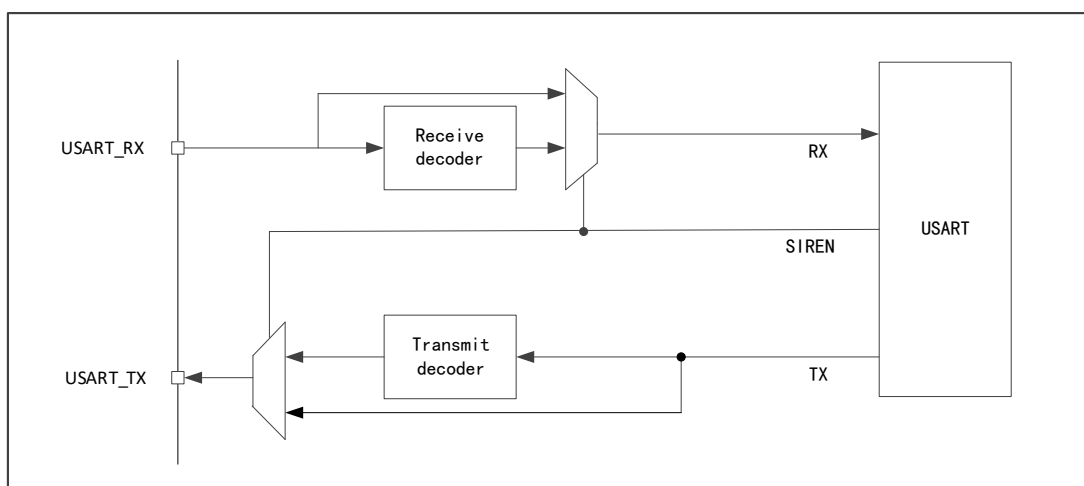 USART_RX
Receive
decoder
RX
USART
SIREN
Transmit
decoder
USART_TX
TX